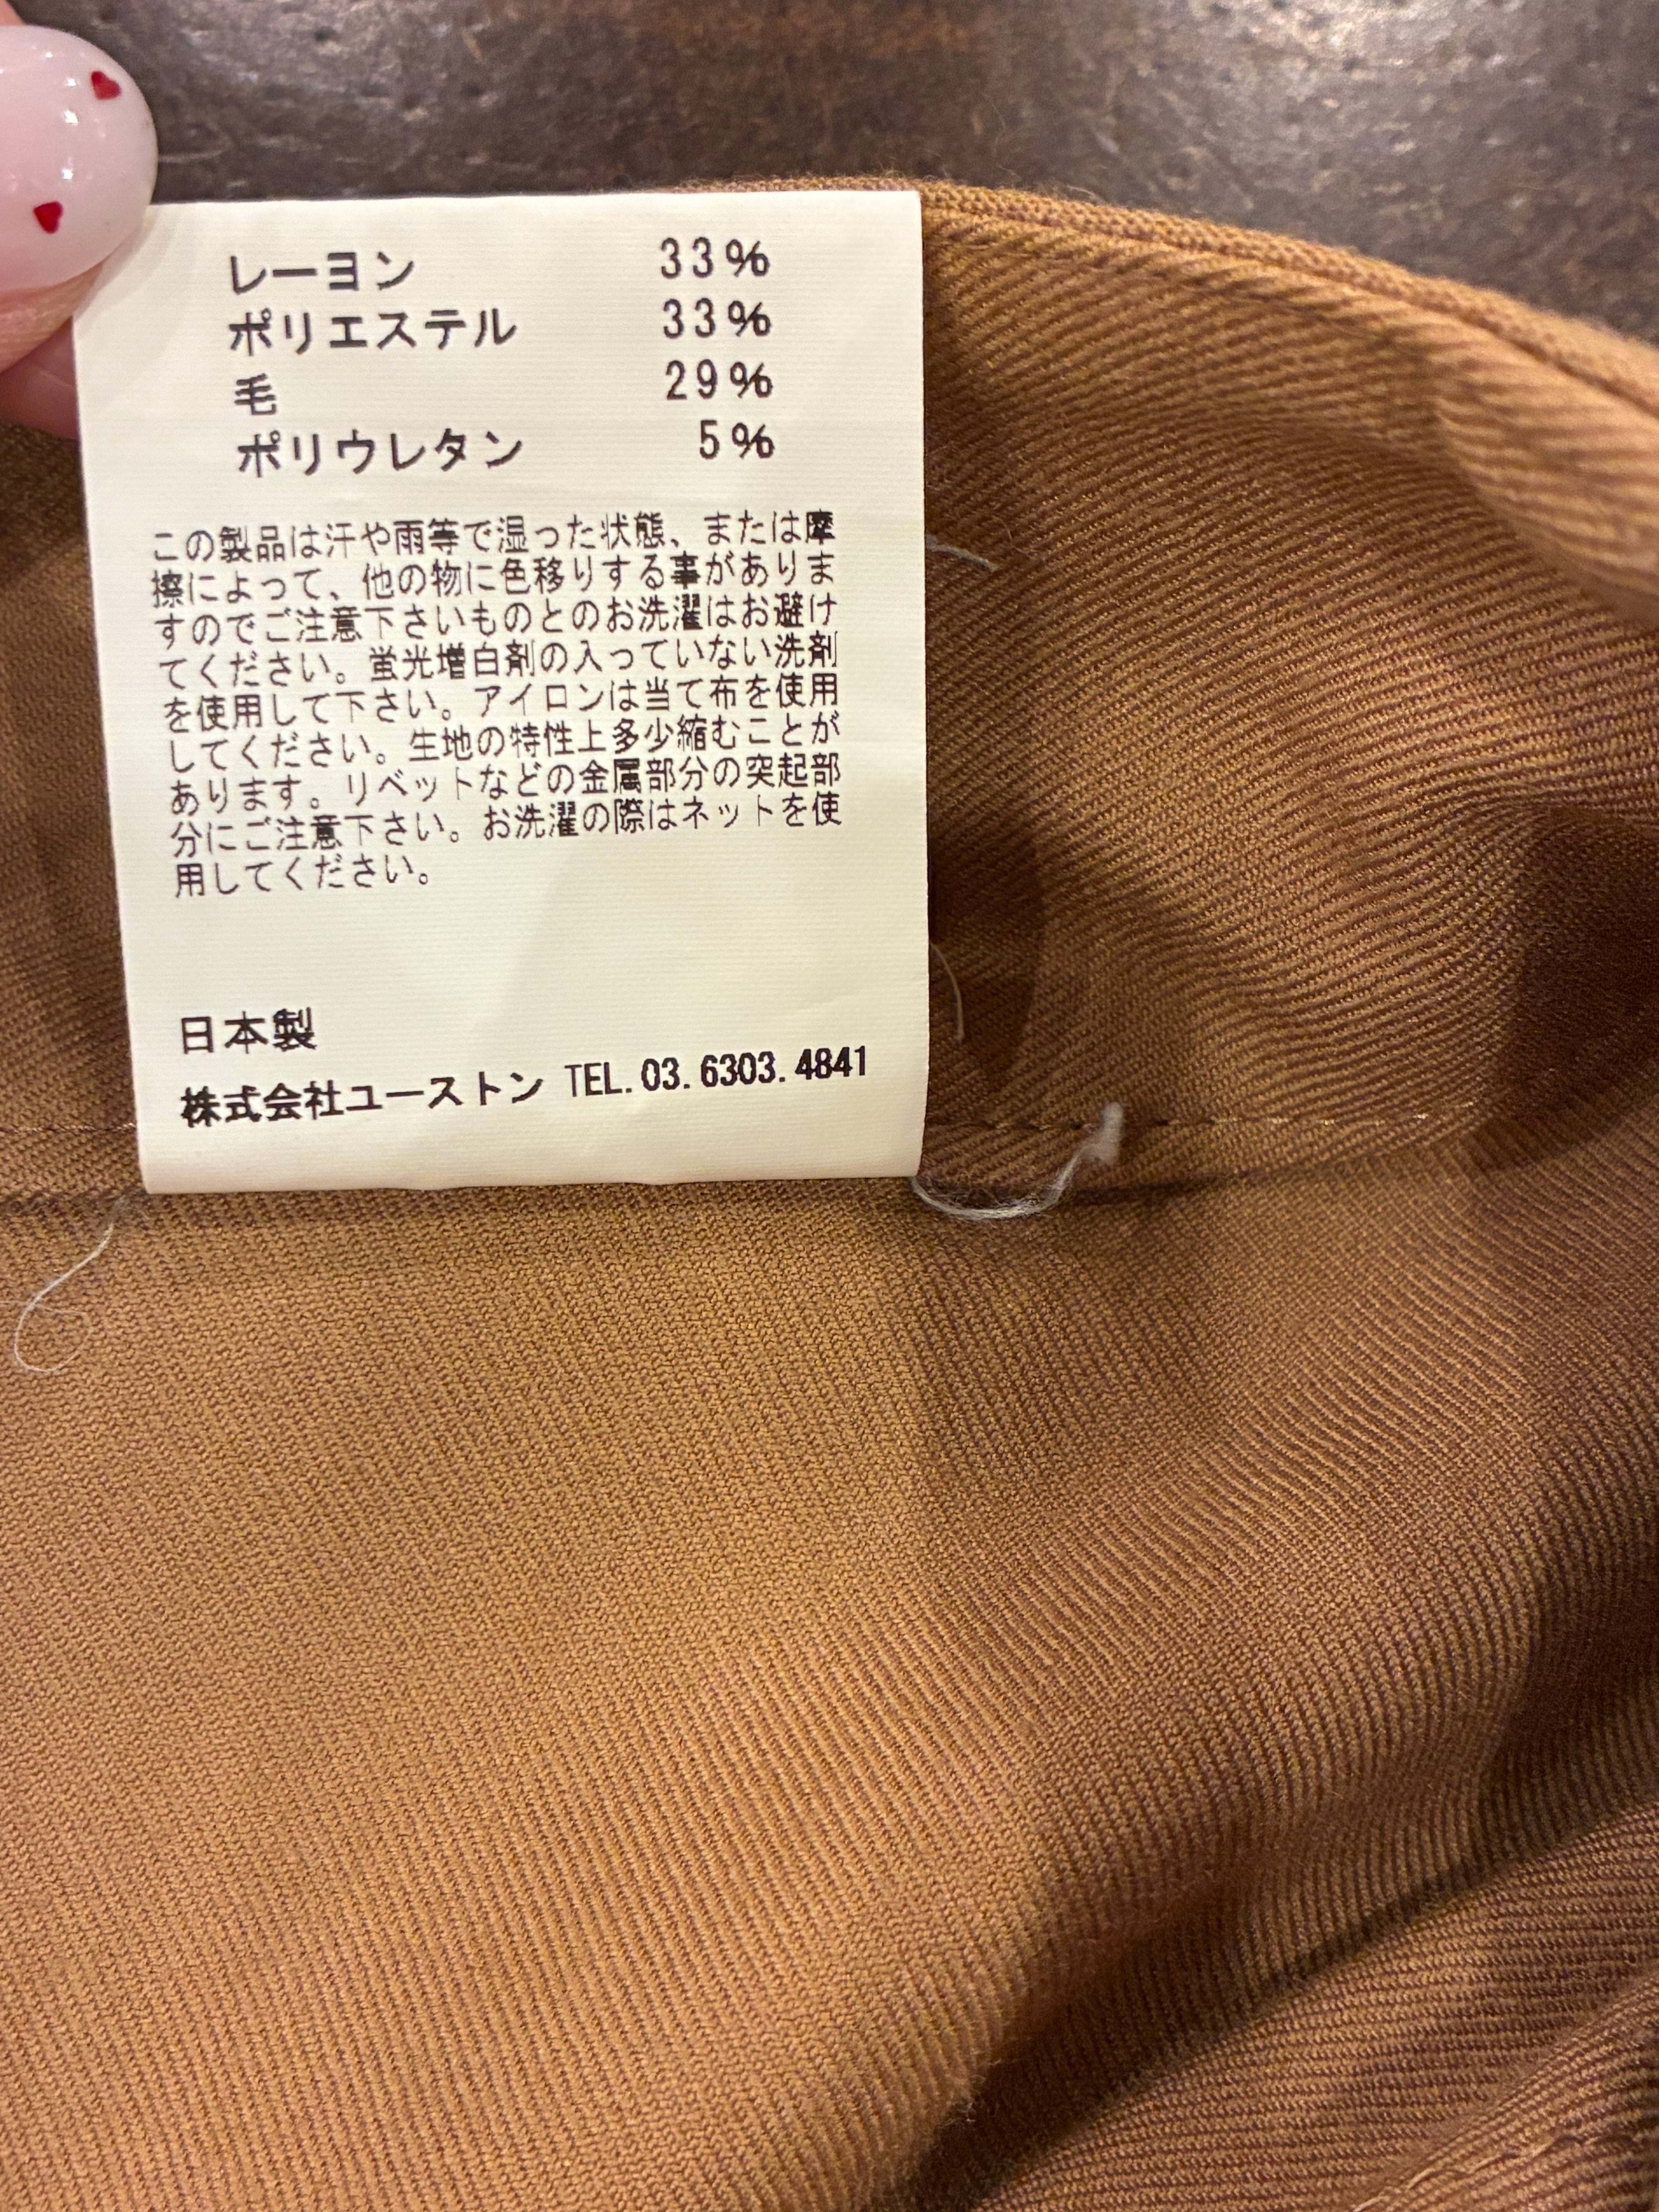 レーヨン 33%
ポリエステル 33%
毛 29%
ポリウレタン 5%
この製品は汗や雨等で湿った状態、または摩
擦によって、他の物に色移りする事がありま
すのでご注意下さいものとのお洗濯はお避け
てください。蛍光増白剤の入っていない洗剤
を使用して下さい。アイロンは当て布を使用
してください。生地の特性上多少縮むことが
あります。リベットなどの金属部分の突起部
分にご注意下さい。お洗濯の際はネットを使
用してください。
日本製
株式会社ユーストン TEL.03.6303.4841